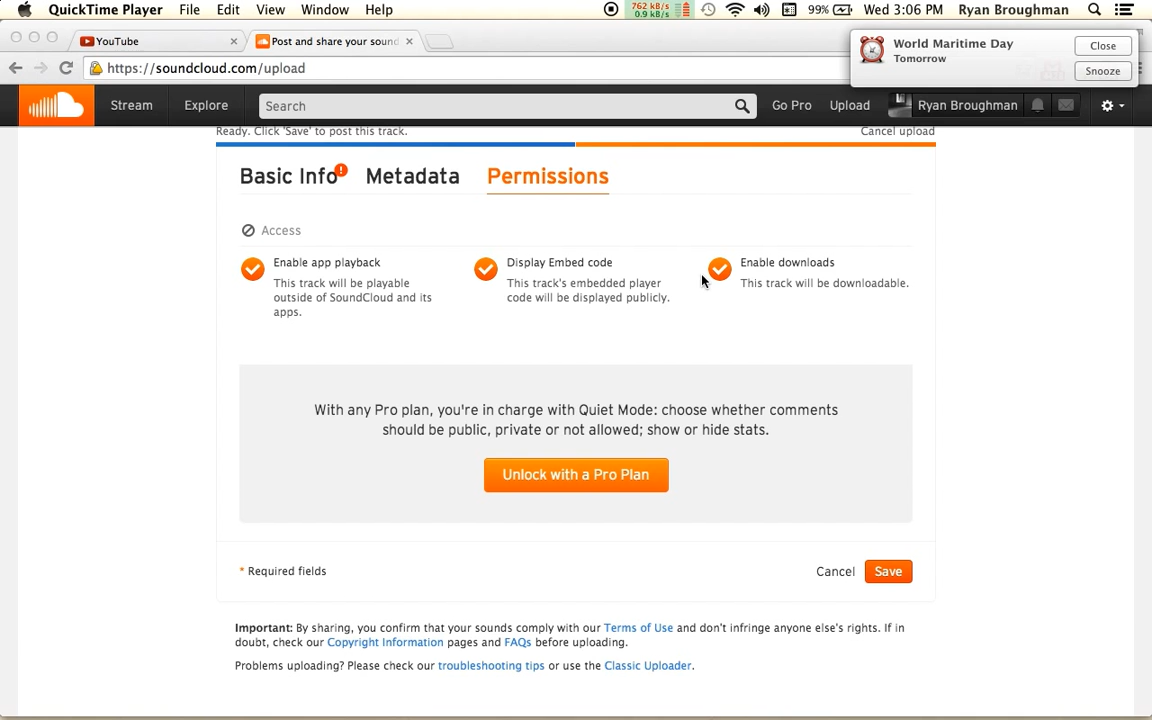 QuickTime Player File Edit View Window Help 762 kB/s 0.9 kB/s 99% Wed 3:06 PM Ryan Broughman
YouTube × Post and share your sound ×
World Maritime Day
Tomorrow
Close
Snooze
https://soundcloud.com/upload
Stream Explore Search Go Pro Upload Ryan Broughman
Ready. Click 'Save' to post this track. Cancel upload
Basic Info ! Metadata Permissions
Access
Enable app playback
This track will be playable
outside of SoundCloud and its
apps.
Display Embed code
This track's embedded player
code will be displayed publicly.
Enable downloads
This track will be downloadable.
With any Pro plan, you're in charge with Quiet Mode: choose whether comments
should be public, private or not allowed; show or hide stats.
Unlock with a Pro Plan
* Required fields Cancel Save
Important: By sharing, you confirm that your sounds comply with our Terms of Use and don't infringe anyone else's rights. If in
doubt, check our Copyright Information pages and FAQs before uploading.
Problems uploading? Please check our troubleshooting tips or use the Classic Uploader.